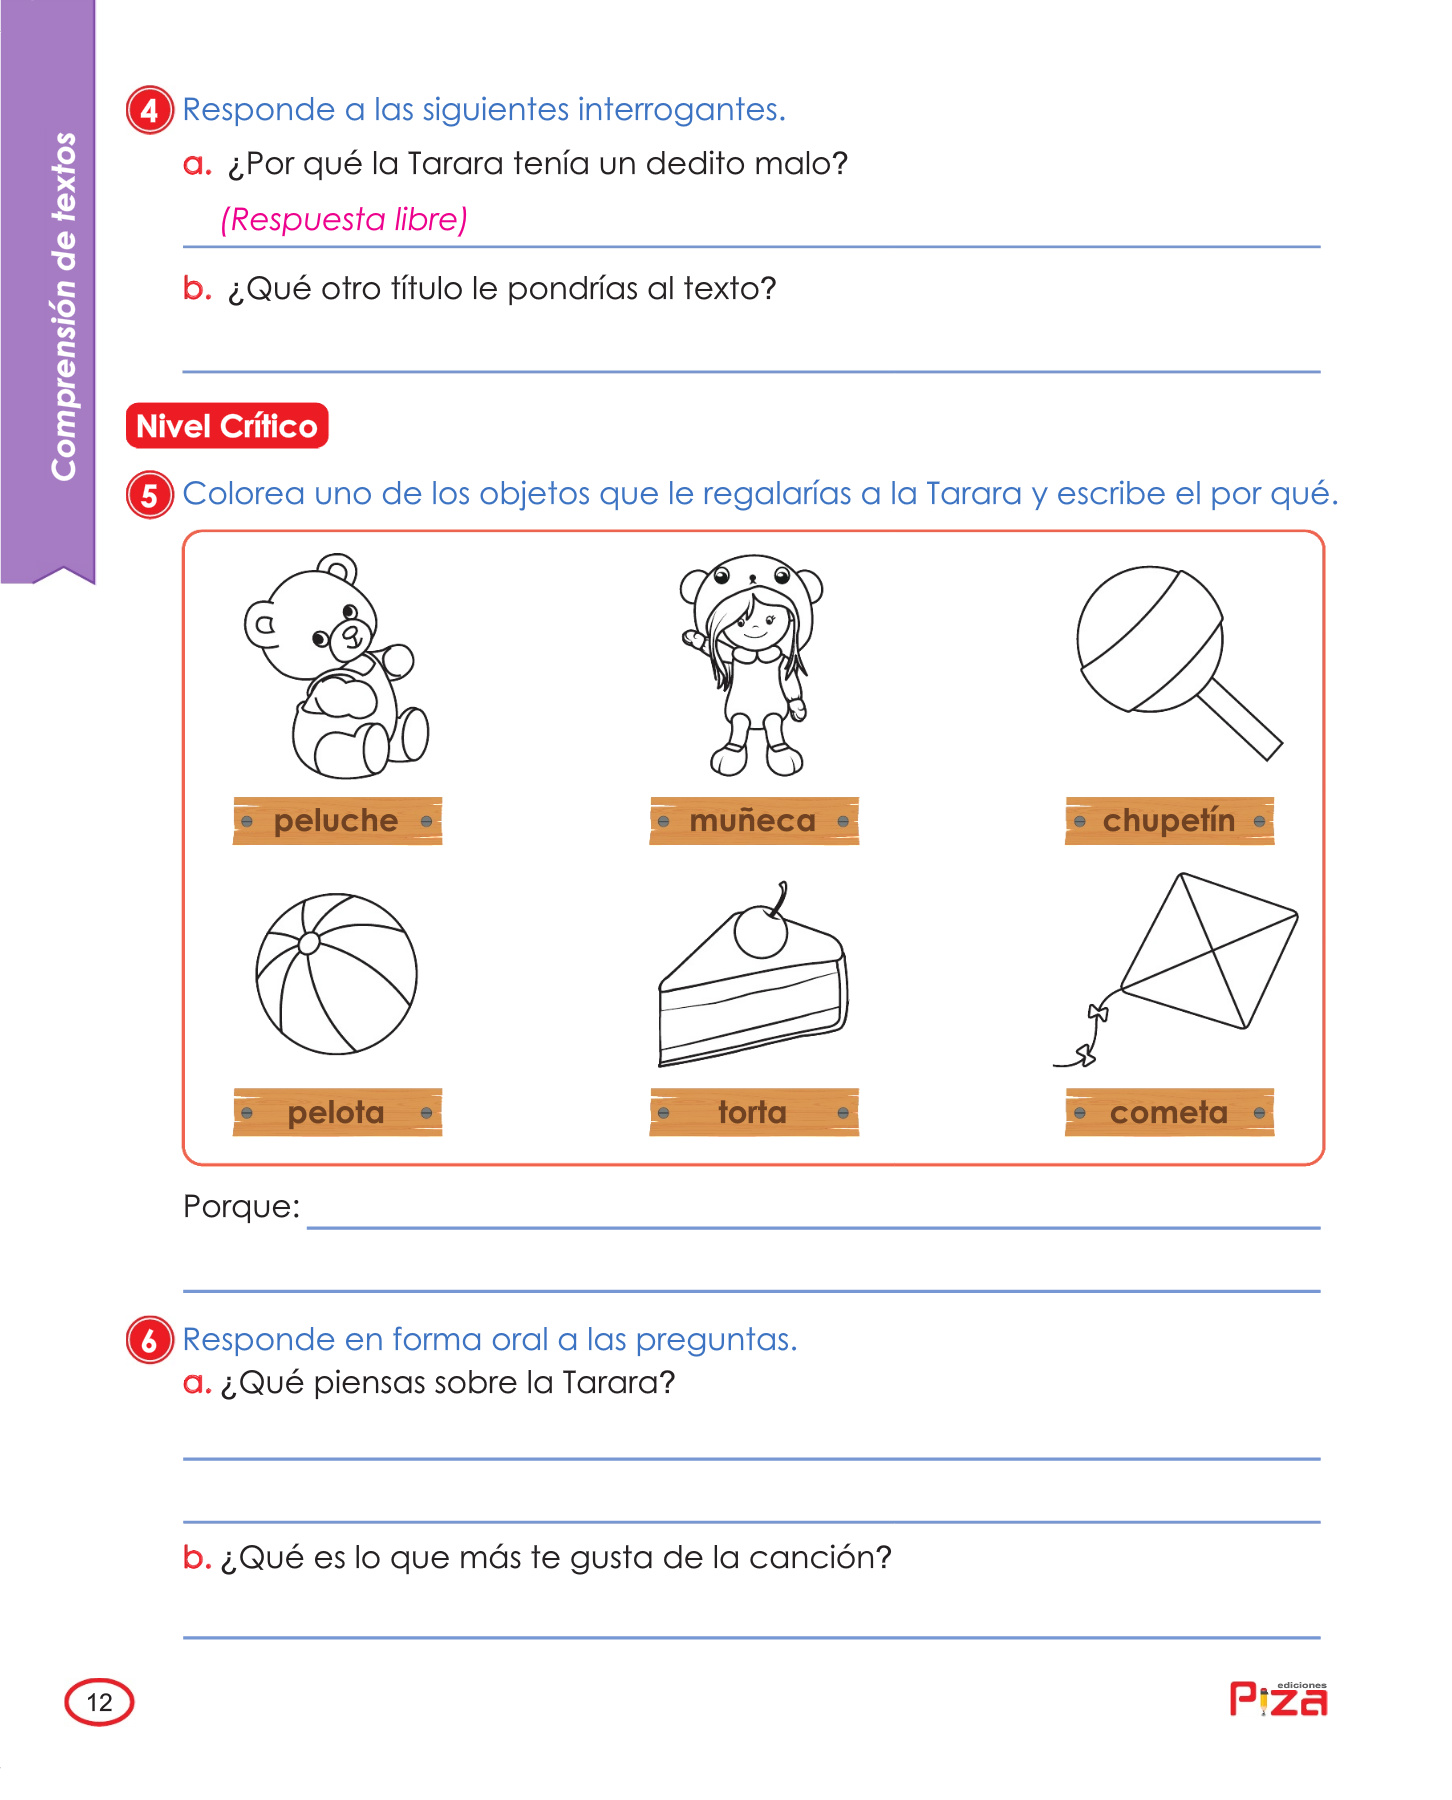 Comprensión de textos
4 Responde a las siguientes interrogantes.
a. ¿Por qué la Tarara tenía un dedito malo?
(Respuesta libre)
b. ¿Qué otro título le pondrías al texto?
Nivel Crítico
5 Colorea uno de los objetos que le regalarías a la Tarara y escribe el por qué.
peluche muñeca chupetín
pelota torta cometa
Porque:
6 Responde en forma oral a las preguntas.
a. ¿Qué piensas sobre la Tarara?
b. ¿Qué es lo que más te gusta de la canción?
12
ediciones
Piza